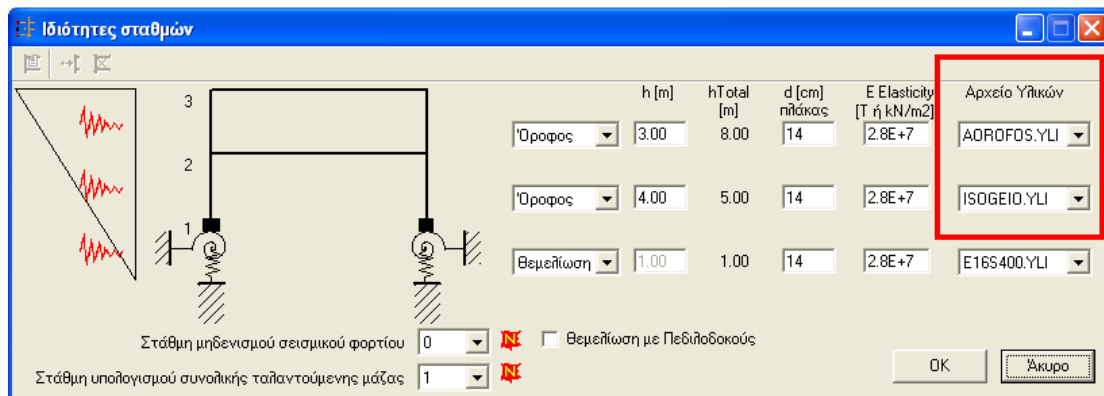 Ιδιότητες σταθμών
h [m] hTotal [m] d [cm] πλάκας E Elasticity [T ή kN/m2] Αρχείο Υλικών
3 Όροφος 3.00 8.00 14 2.8E+7 AOROFOS.YLI
2 Όροφος 4.00 5.00 14 2.8E+7 ISOGEIO.YLI
1 Θεμελίωση 1.00 1.00 14 2.8E+7 E16S400.YLI
Στάθμη μηδενισμού σεισμικού φορτίου 0 N Θεμελίωση με Πεδιλοδοκούς
Στάθμη υπολογισμού συνολικής ταλαντούμενης μάζας 1 N
OK Άκυρο